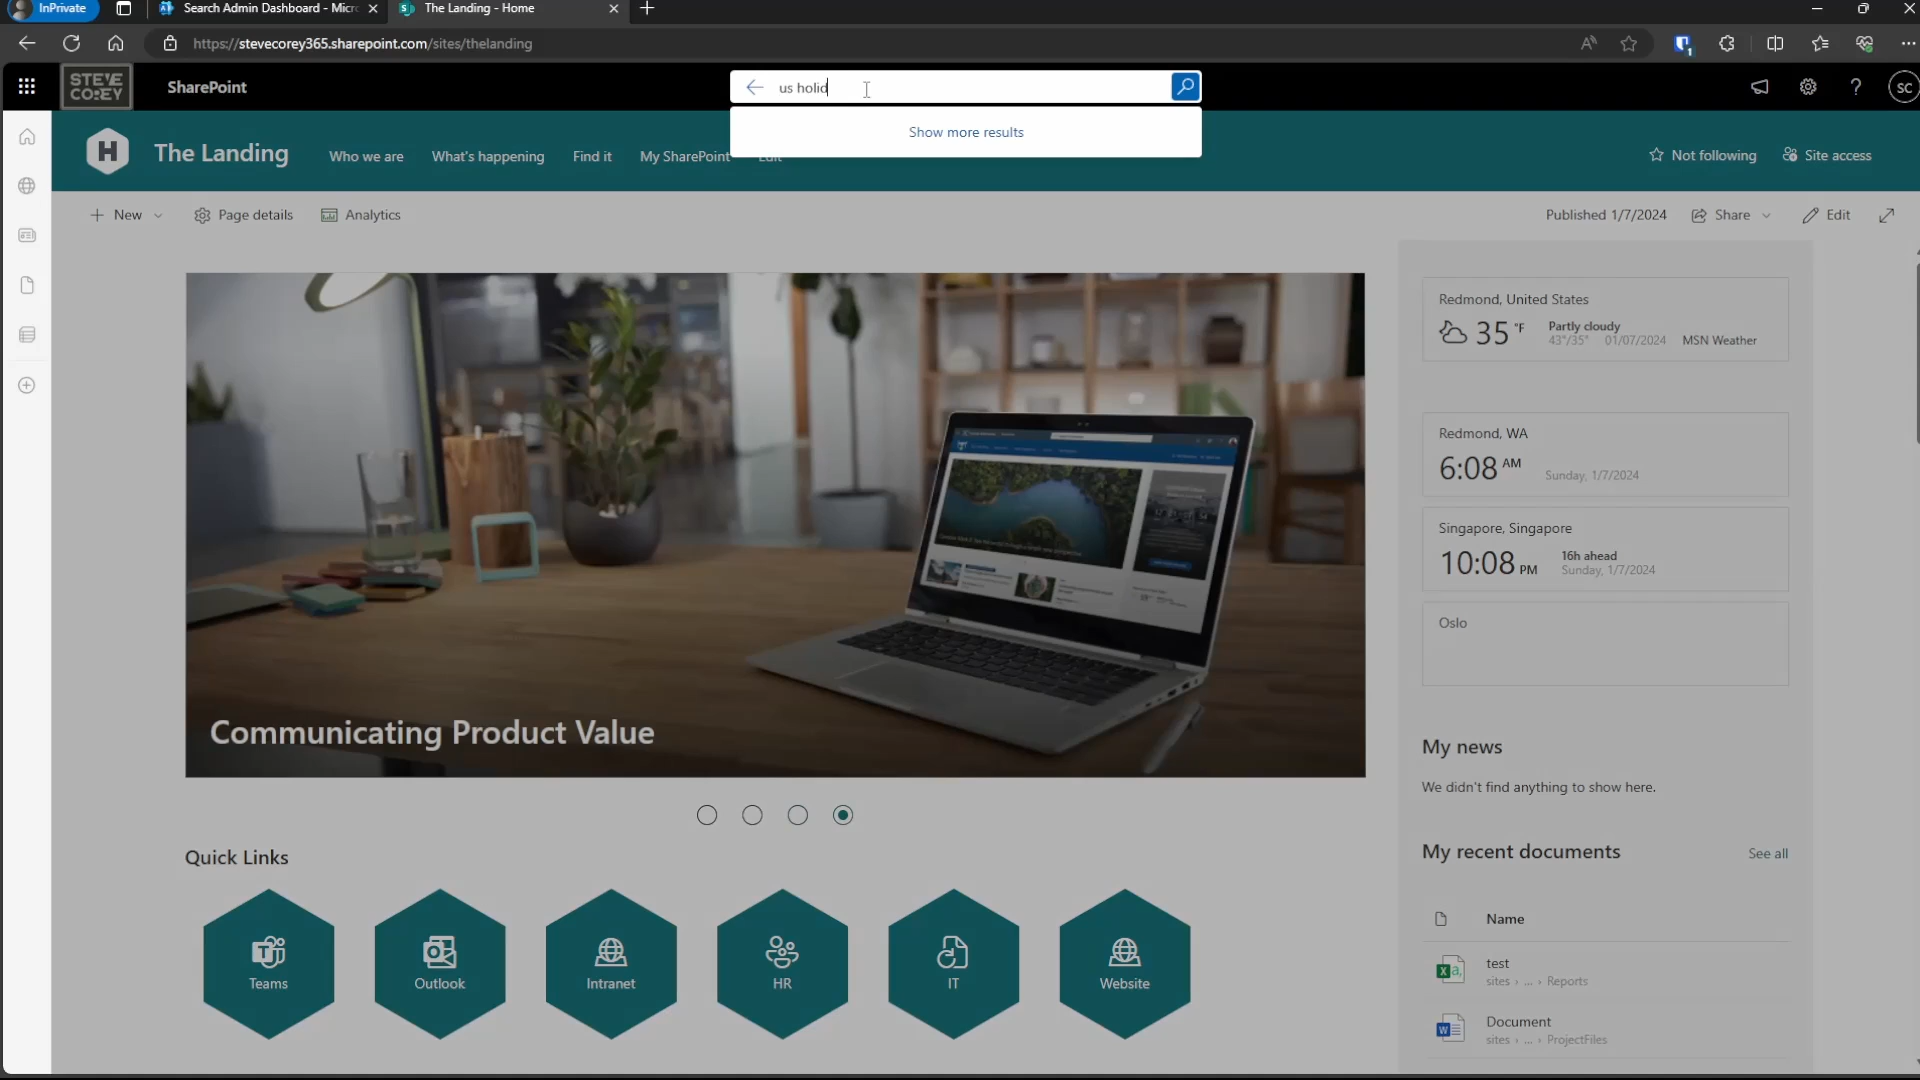 InPrivate
Search Admin Dashboard - Micr
The Landing - Home
https://stevecorey365.sharepoint.com/sites/thelanding
STEVE
COREY
SharePoint
us holid
SC
Show more results
H
The Landing
Who we are
What's happening
Find it
My SharePoint
Edit
Not following
Site access
New
Page details
Analytics
Published 1/7/2024
Share
Edit
Redmond, United States
35 °F
Partly cloudy
43°/35° 01/07/2024
MSN Weather
Redmond, WA
6:08 AM
Sunday, 1/7/2024
Singapore, Singapore
10:08 PM
16h ahead
Sunday, 1/7/2024
Oslo
Communicating Product Value
My news
We didn't find anything to show here.
Quick Links
Teams
Outlook
Intranet
HR
IT
Website
My recent documents
See all
Name
test
sites › ... › Reports
Document
sites › ... › ProjectFiles